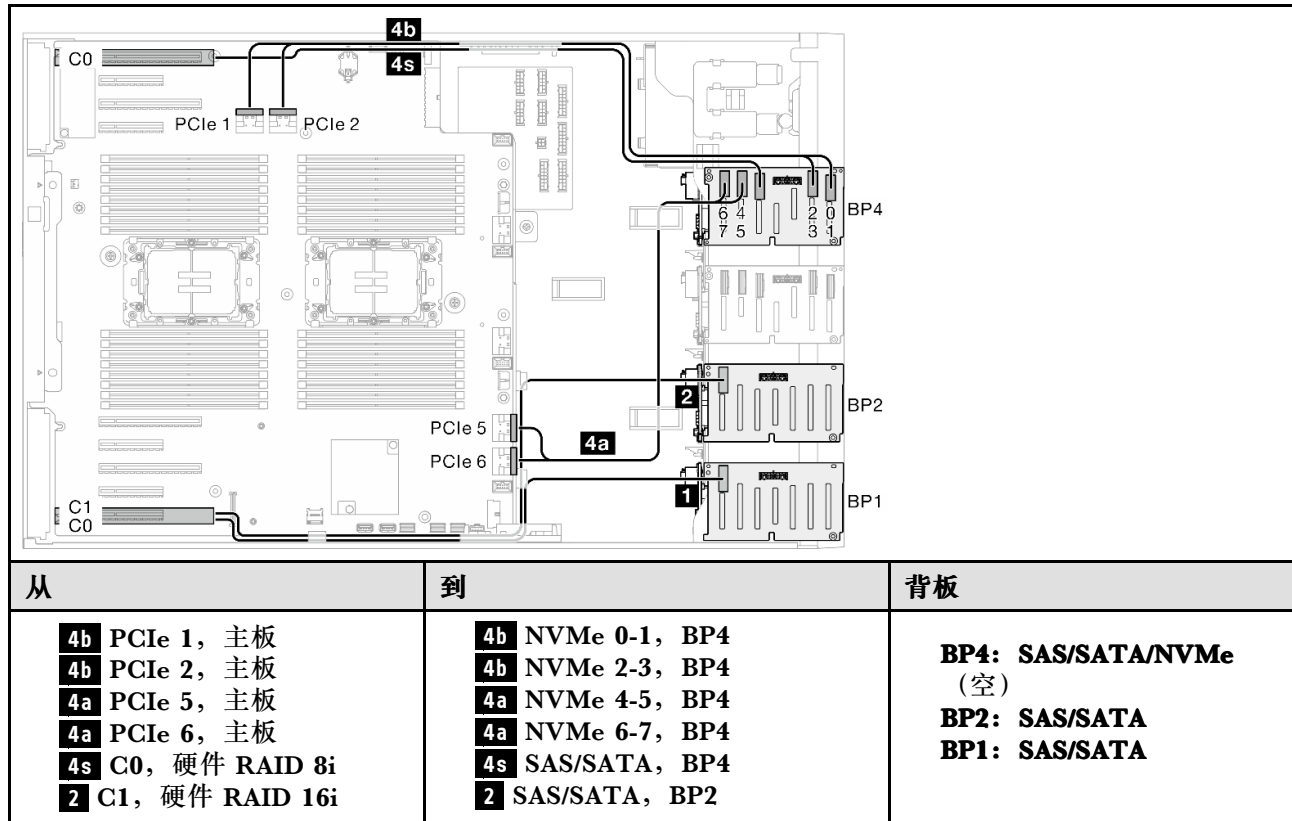 4b
C0
4s
PCIe 1
PCIe 2
6 4 2 0
7 5 3 1
BP4
2
BP2
PCIe 5
4a
PCIe 6
1
BP1
C1
C0
从 到 背板
4b PCIe 1，主板
4b PCIe 2，主板
4a PCIe 5，主板
4a PCIe 6，主板
4s C0，硬件 RAID 8i
2 C1，硬件 RAID 16i
4b NVMe 0-1，BP4
4b NVMe 2-3，BP4
4a NVMe 4-5，BP4
4a NVMe 6-7，BP4
4s SAS/SATA，BP4
2 SAS/SATA，BP2
BP4：SAS/SATA/NVMe
（空）
BP2：SAS/SATA
BP1：SAS/SATA